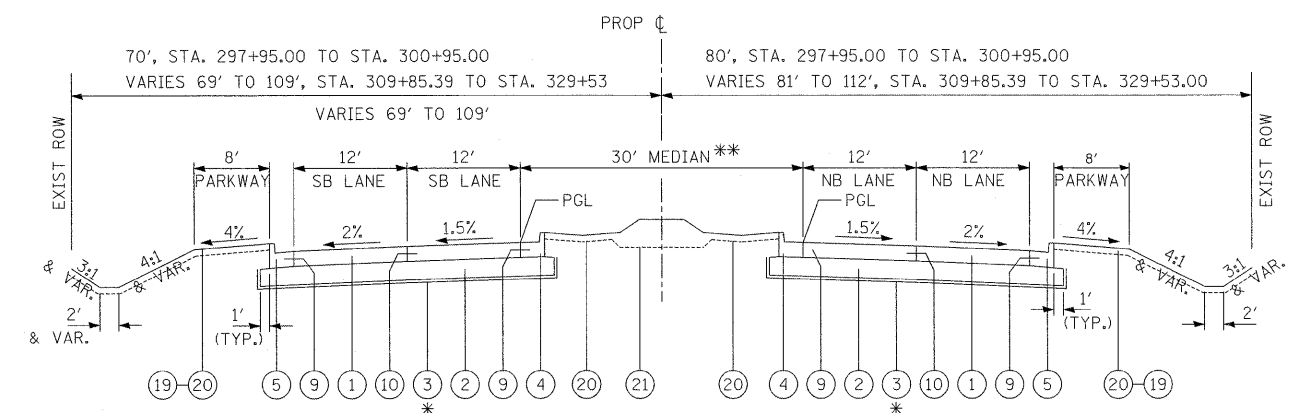 PROP ℄
70', STA. 297+95.00 TO STA. 300+95.00
VARIES 69' TO 109', STA. 309+85.39 TO STA. 329+53
VARIES 69' TO 109'
80', STA. 297+95.00 TO STA. 300+95.00
VARIES 81' TO 112', STA. 309+85.39 TO STA. 329+53.00
EXIST ROW
EXIST ROW
8'
PARKWAY
12'
SB LANE
12'
SB LANE
30' MEDIAN**
12'
NB LANE
12'
NB LANE
8'
PARKWAY
PGL
PGL
4%
2%
1.5%
1.5%
2%
4%
3:1
& VAR.
4:1
& VAR.
4:1
& VAR.
3:1
& VAR.
2'
& VAR.
1'
(TYP.)
1'
(TYP.)
2'
19-20
5
9
1
10
3
2
9
4
20
21
20
4
9
2
3
10
1
9
5
20-19
*
*